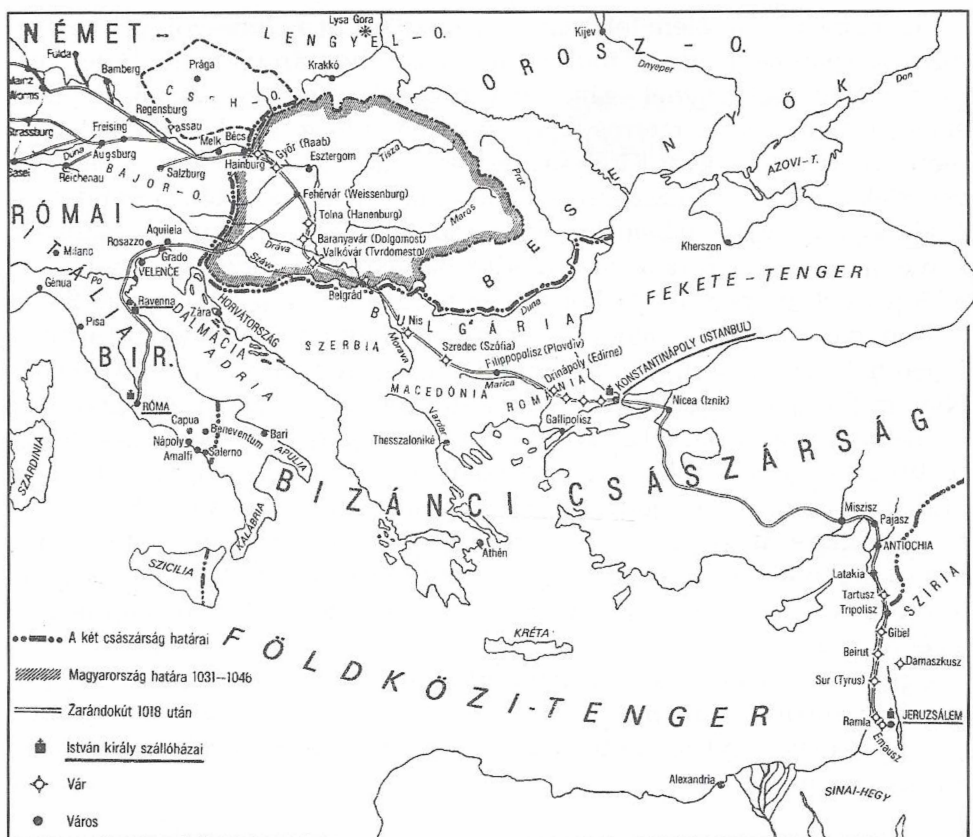 NÉMET-
LENGYEL-O.
Lysa Gora
Kijev
Dnyeper
OROSZ-O.
Don
Fulda
Bamberg
Prága
Krakkó
CSEH-O.
Worms
Regensburg
Strassburg
Freising
Passau
Melk
Bécs
Duna
Augsburg
Hainburg
Győr (Raab)
Esztergom
Tisza
Reichenau
Salzburg
BAJOR-O.
Prut
BESENŐK
AZOVI-T.
Fehérvár (Weissenburg)
RÓMAI
Tolna (Hanenburg)
Maros
Aquileia
Rosazzo
Baranyavár (Dolgomost)
Kherszon
ITÁLIA
Milano
Grado
Dráva
Valkóvár (Tvrdomesto)
VELENCE
Száva
FEKETE-TENGER
Po
Belgrád
Duna
Génua
Ravenna
HORVÁTORSZÁG
BULGÁRIA
Zára
Nis
Pisa
DALMÁCIA
SZERBIA
Szredec (Szófia)
BIR.
ADRIA
Morava
Filippopolisz (Plovdiv)
Drinápoly (Edirne)
KONSTANTINÁPOLY (ISTANBUL)
MACEDÓNIA
Marica
ROMÁNIA
RÓMA
Nicea (Iznik)
Capua
Vardar
Gallipolisz
Beneventum
Bari
Thesszaloniké
Nápoly
APULIA
Amalfi
Salerno
SZARDINIA
BIZÁNCI CSÁSZÁRSÁG
KALÁBRIA
Miszisz
Pajasz
Athén
ANTIOCHIA
SZICILIA
Latakia
SZIRIA
Tartusz
Tripolisz
KRÉTA
Gibel
A két császárság határai
FÖLDKÖZI-TENGER
Beirut
Damaszkusz
Magyarország határa 1031–1046
Sur (Tyrus)
Zarándokút 1018 után
JERUZSÁLEM
Ramla
Emausz
István király szállóházai
Alexandria
SINAI-HEGY
Vár
Város